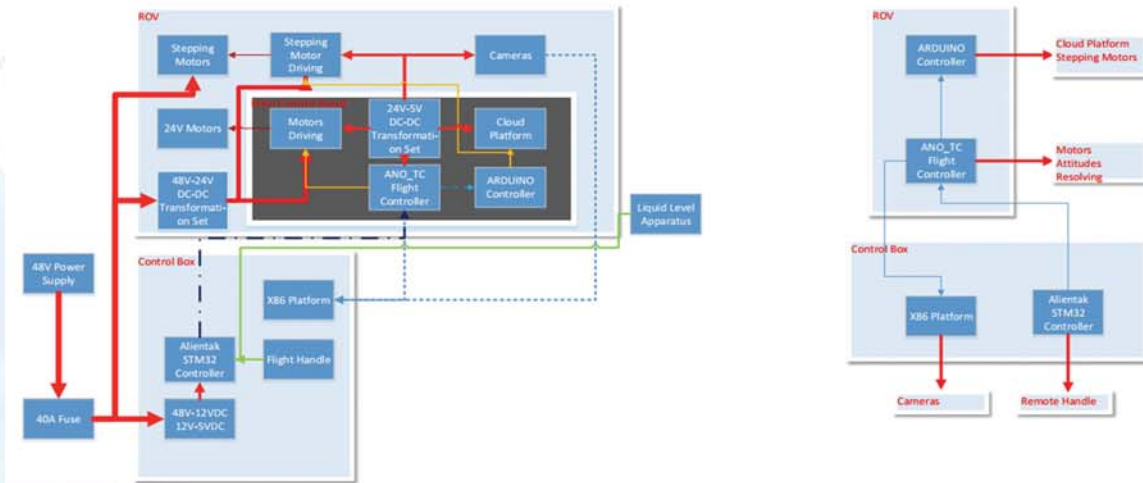 ROV
Stepping
Motors
Stepping
Motor
Driving
Cameras
24V Motors
Motors
Driving
24V-5V
DC-DC
Transformati-
on Set
Cloud
Platform
48V-24V
DC-DC
Transformati-
on Set
ANO_TC
Flight
Controller
ARDUINO
Controller
Liquid Level
Apparatus
48V Power
Supply
Control Box
X86 Platform
Alientak
STM32
Controller
Flight Handle
40A Fuse
48V-12VDC
12V-5VDC
ROV
ARDUINO
Controller
Cloud Platform
Stepping Motors
ANO_TC
Flight
Controller
Motors
Attitudes
Resolving
Control Box
X86 Platform
Alientak
STM32
Controller
Cameras
Remote Handle